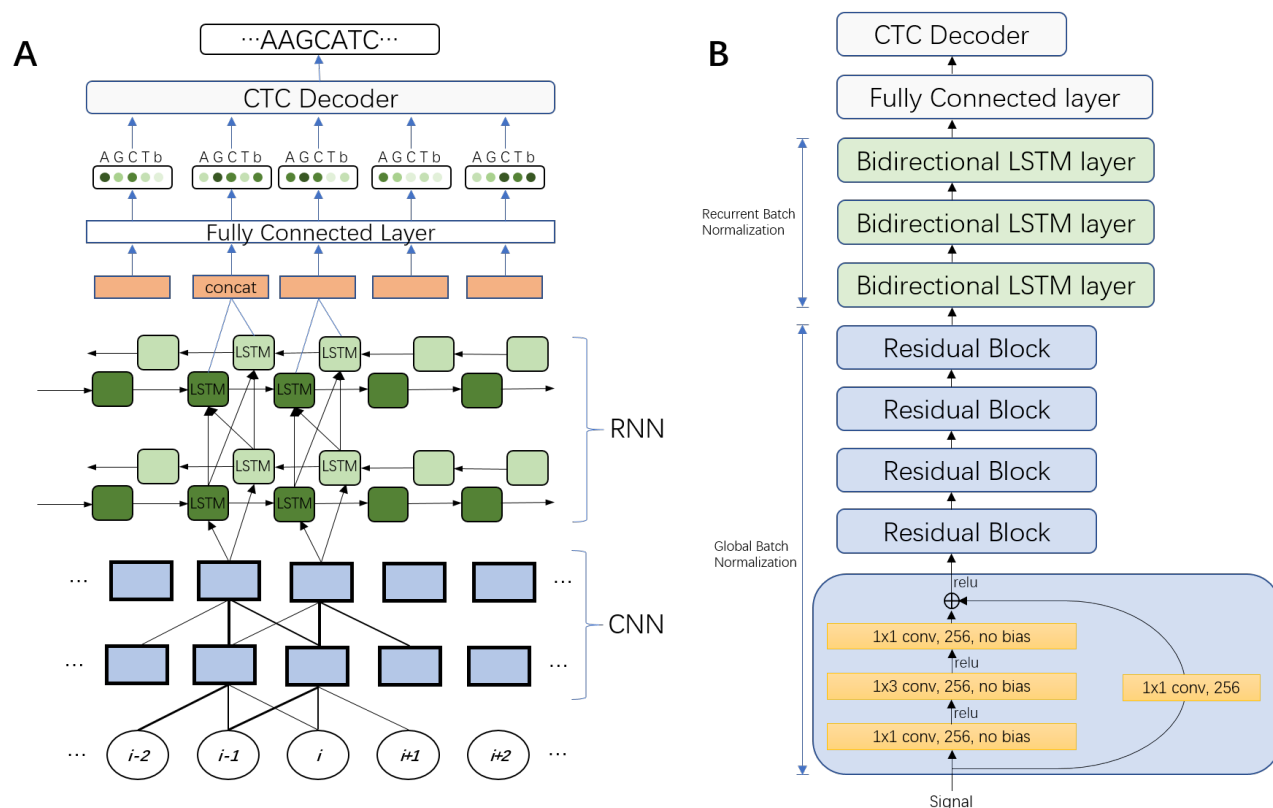 A
⋯AAGCATC⋯
CTC Decoder
A G C T b
A G C T b
A G C T b
A G C T b
A G C T b
Fully Connected Layer
concat
LSTM
LSTM
LSTM
LSTM
RNN
LSTM
LSTM
LSTM
LSTM
⋯
⋯
CNN
⋯
⋯
⋯
i-2
i-1
i
i+1
i+2
⋯
B
CTC Decoder
Fully Connected layer
Bidirectional LSTM layer
Recurrent Batch
Normalization
Bidirectional LSTM layer
Bidirectional LSTM layer
Residual Block
Residual Block
Residual Block
Residual Block
Global Batch
Normalization
relu
1x1 conv, 256, no bias
relu
1x3 conv, 256, no bias
1x1 conv, 256
relu
1x1 conv, 256, no bias
Signal